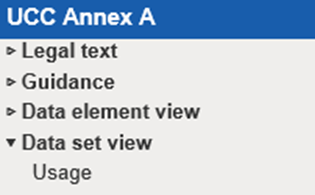 UCC Annex A
Legal text
Guidance
Data element view
Data set view
Usage